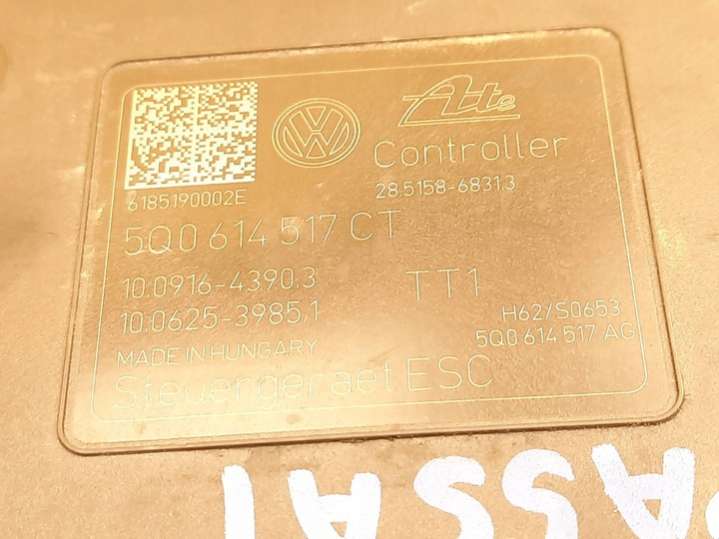 Ate
Controller
28.5158-6831.3
6185190002E
5Q0 614 517 CT
10.0916-4390.3
TT1
10.0625-3985.1
H62/S0653
5Q0 614 517 AG
MADE IN HUNGARY
Steuergeraet ESC
PASSAT